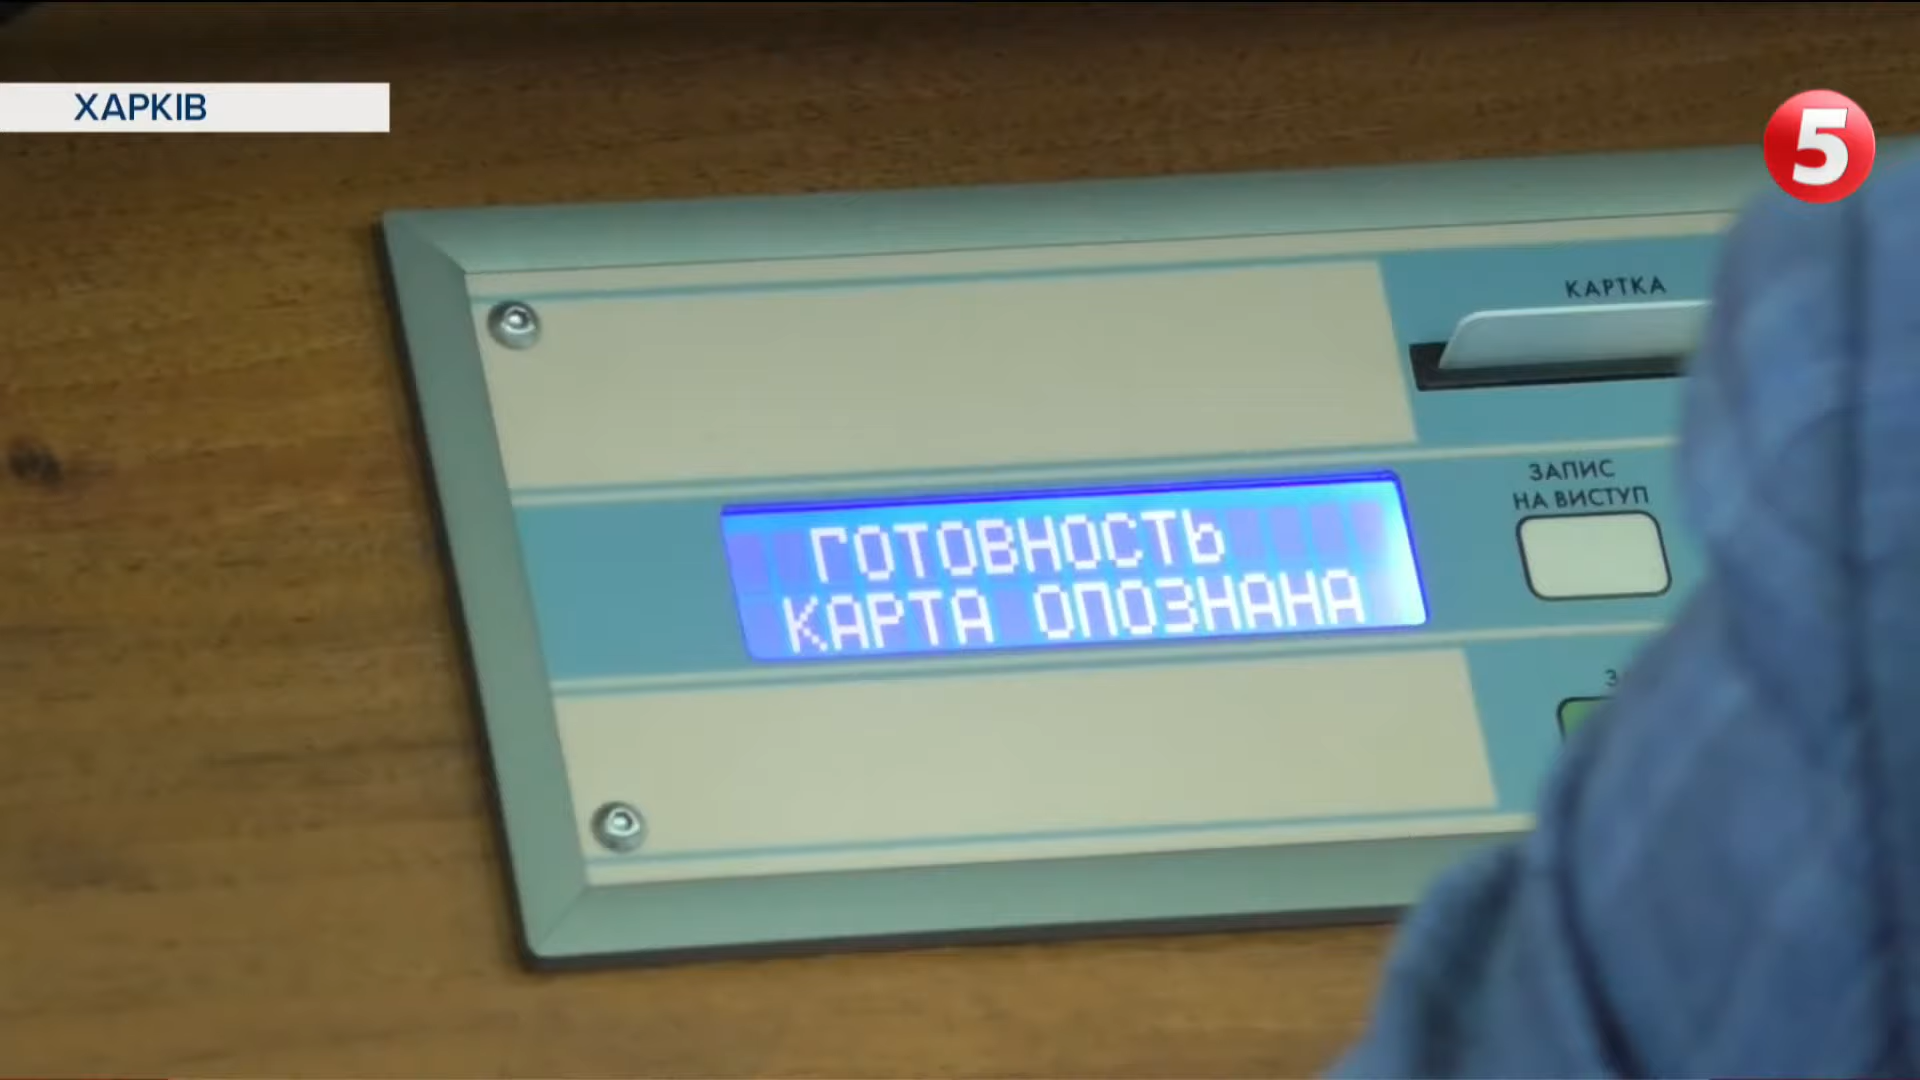 ХАРКІВ
5
КАРТКА
ЗАПИС
НА ВИСТУП
ГОТОВНОСТЬ
КАРТА ОПОЗНАНА